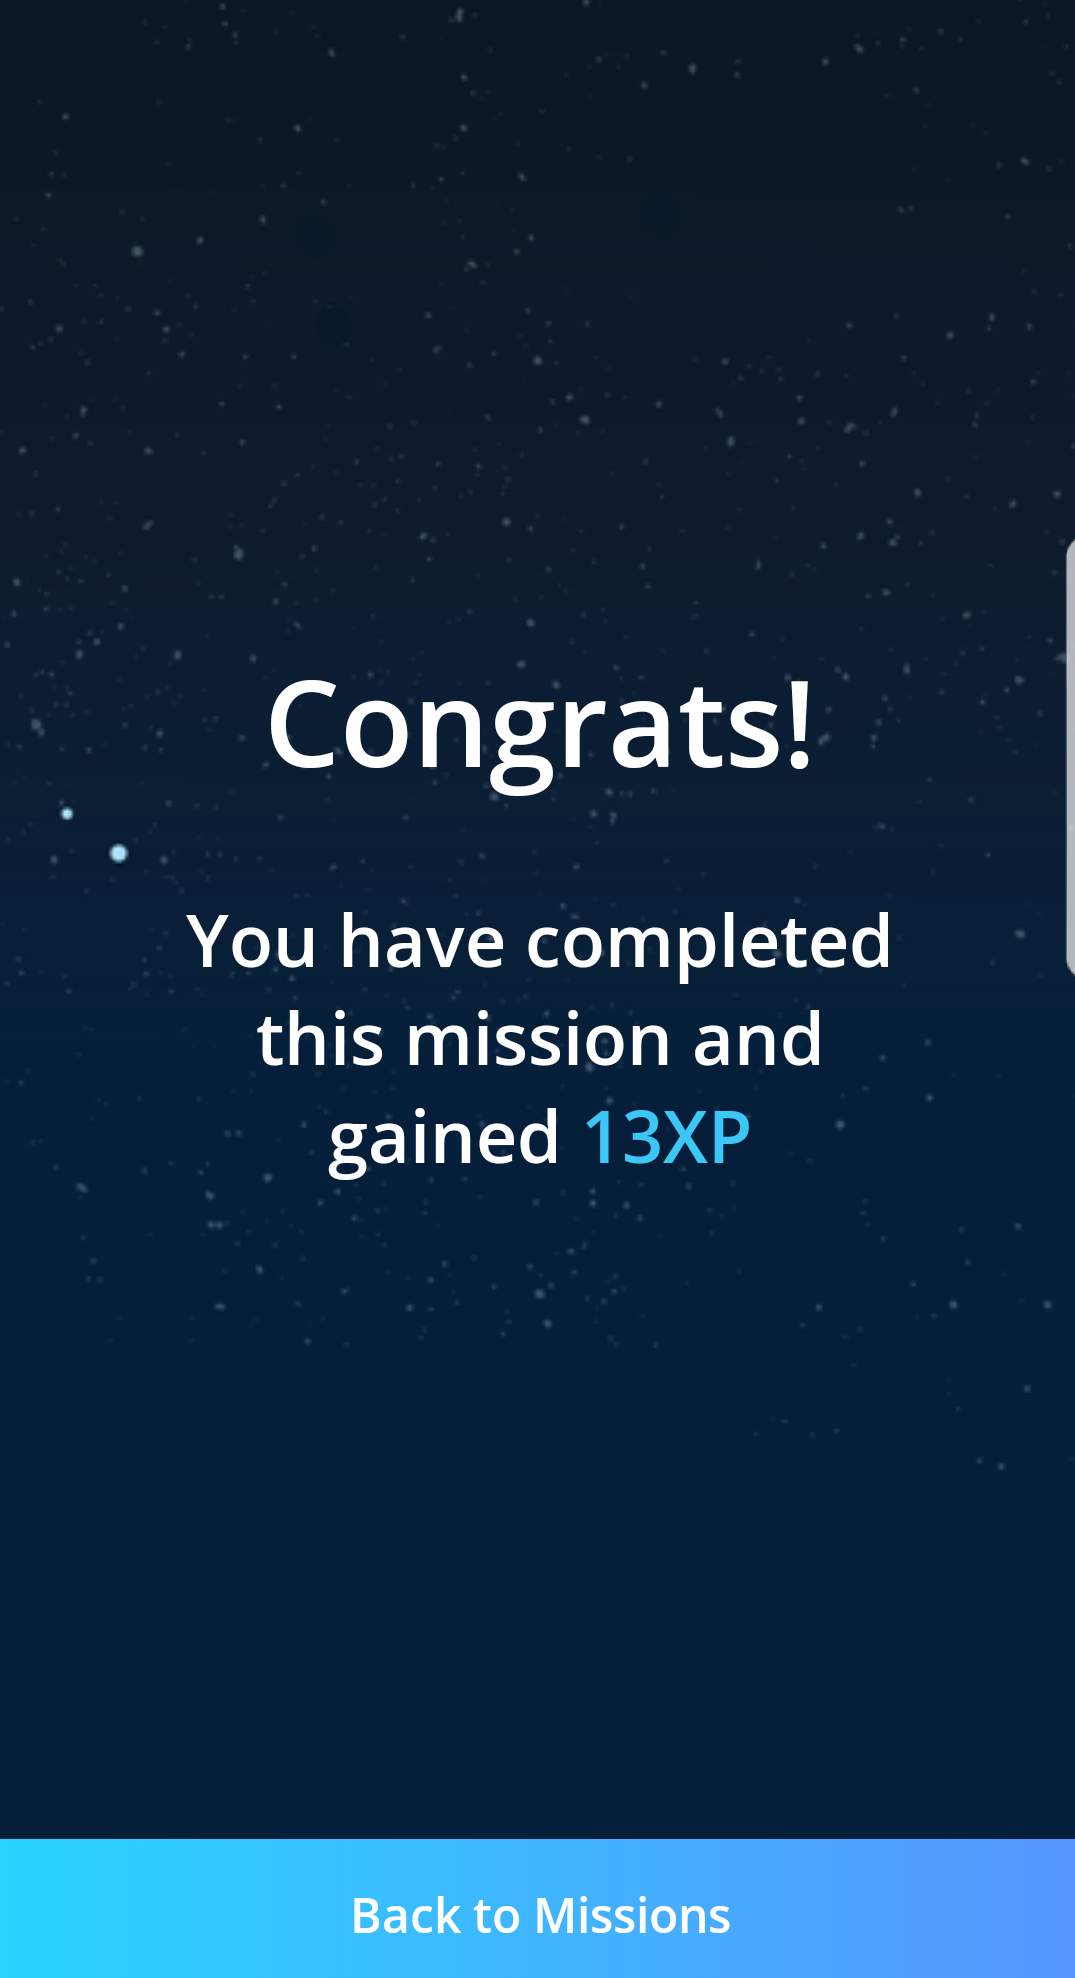 Congrats!
You have completed
this mission and
gained 13XP
Back to Missions